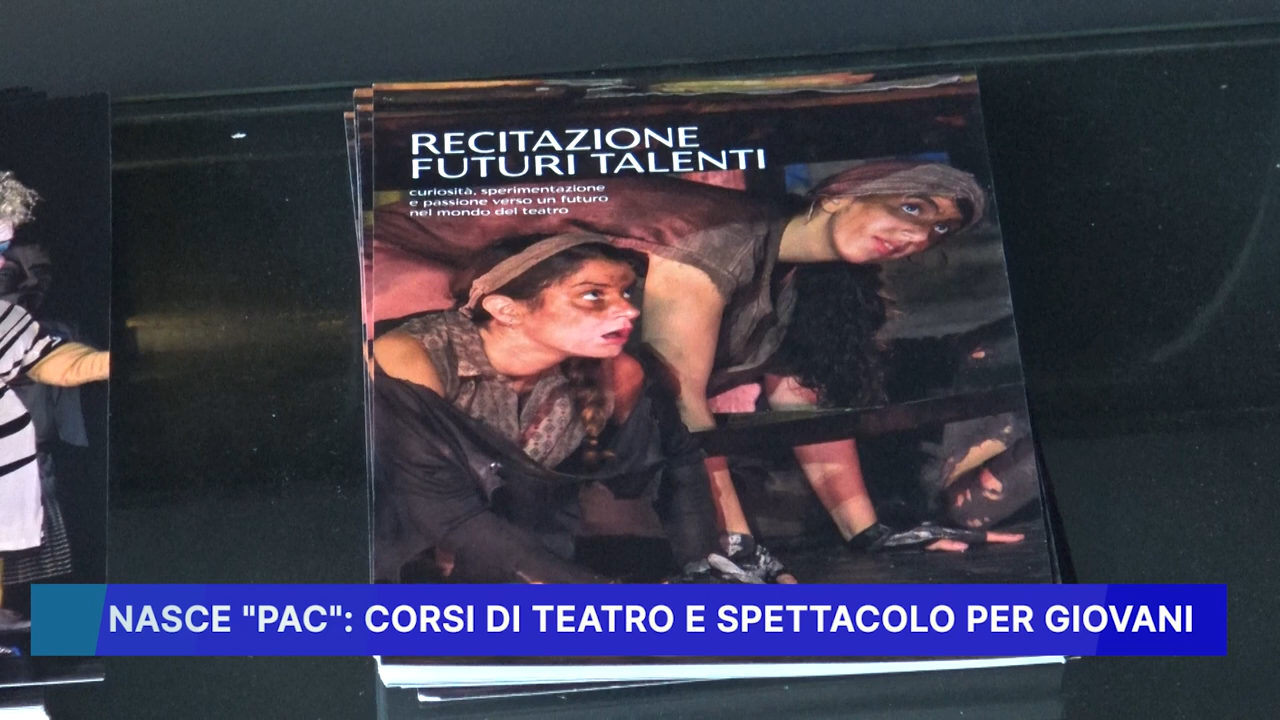 RECITAZIONE
FUTURI TALENTI
curiosità, sperimentazione
e passione verso un futuro
nel mondo del teatro
NASCE "PAC": CORSI DI TEATRO E SPETTACOLO PER GIOVANI